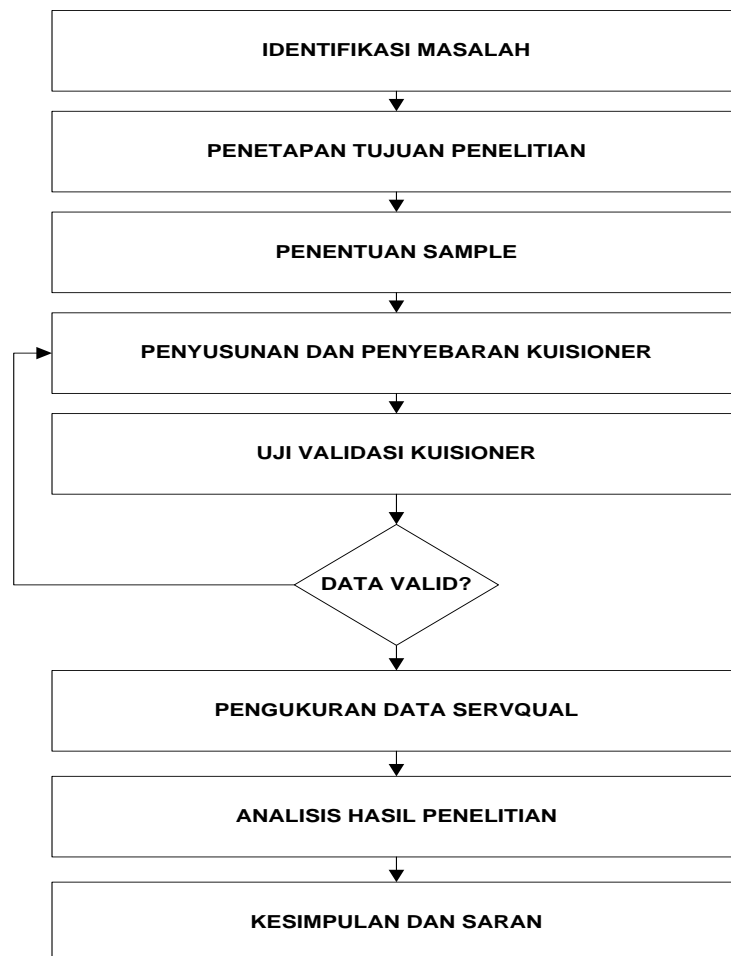 IDENTIFIKASI MASALAH
PENETAPAN TUJUAN PENELITIAN
PENENTUAN SAMPLE
PENYUSUNAN DAN PENYEBARAN KUISIONER
UJI VALIDASI KUISIONER
DATA VALID?
PENGUKURAN DATA SERVQUAL
ANALISIS HASIL PENELITIAN
KESIMPULAN DAN SARAN